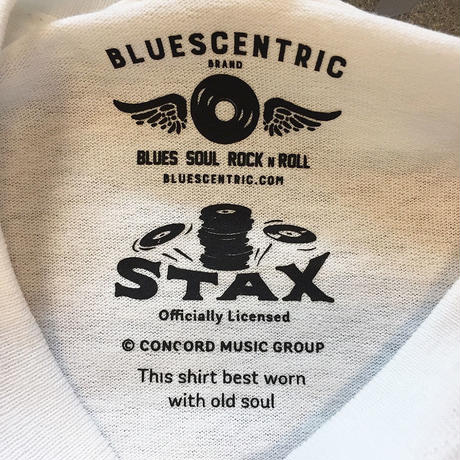 BLUESCENTRIC
BRAND
BLUES SOUL ROCK N ROLL
BLUESCENTRIC.COM
STAX
Officially Licensed
© CONCORD MUSIC GROUP
This shirt best worn
with old soul